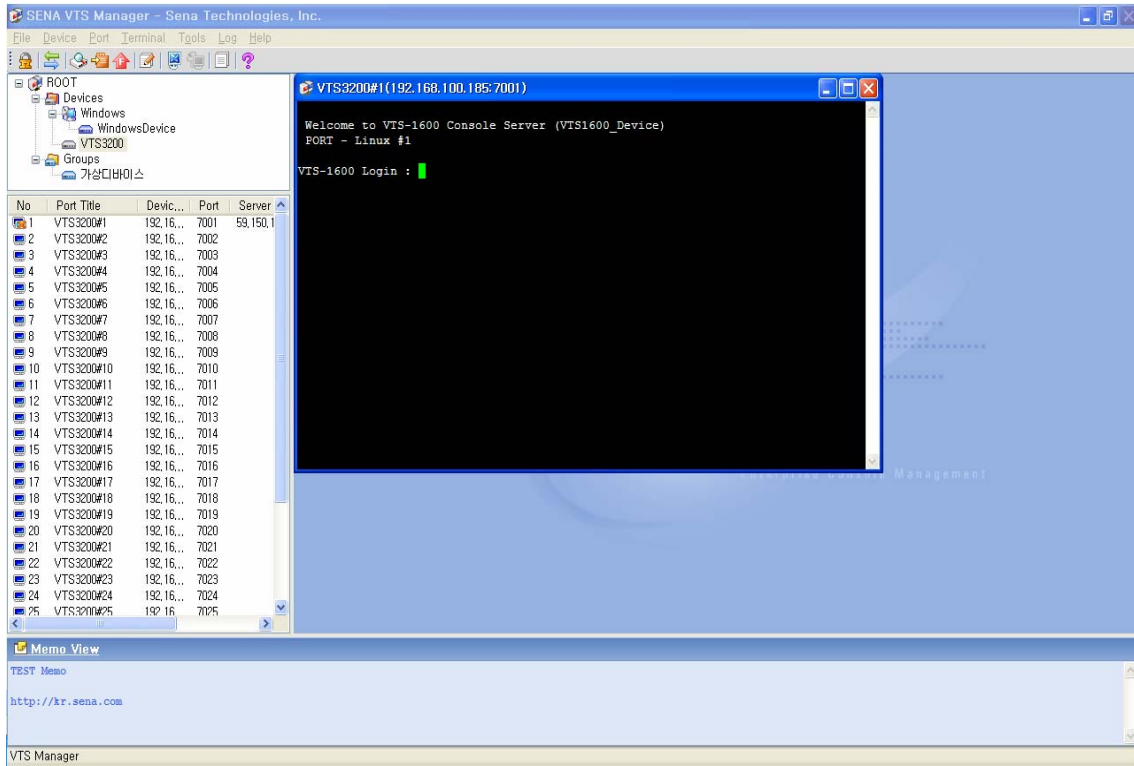 SENA VTS Manager - Sena Technologies, Inc.
File Device Port Terminal Tools Log Help
ROOT
Devices
Windows
WindowsDevice
VTS3200
Groups
가상디바이스
VTS3200#1(192.168.100.185:7001)
Welcome to VTS-1600 Console Server (VTS1600_Device)
PORT - Linux #1
VTS-1600 Login :
No Port Title Devic... Port Server
1 VTS3200#1 192.16... 7001 59.150.1
2 VTS3200#2 192.16... 7002
3 VTS3200#3 192.16... 7003
4 VTS3200#4 192.16... 7004
5 VTS3200#5 192.16... 7005
6 VTS3200#6 192.16... 7006
7 VTS3200#7 192.16... 7007
8 VTS3200#8 192.16... 7008
9 VTS3200#9 192.16... 7009
10 VTS3200#10 192.16... 7010
11 VTS3200#11 192.16... 7011
12 VTS3200#12 192.16... 7012
13 VTS3200#13 192.16... 7013
14 VTS3200#14 192.16... 7014
15 VTS3200#15 192.16... 7015
16 VTS3200#16 192.16... 7016
17 VTS3200#17 192.16... 7017
18 VTS3200#18 192.16... 7018
19 VTS3200#19 192.16... 7019
20 VTS3200#20 192.16... 7020
21 VTS3200#21 192.16... 7021
22 VTS3200#22 192.16... 7022
23 VTS3200#23 192.16... 7023
24 VTS3200#24 192.16... 7024
25 VTS3200#25 192.16 7025
Management
Memo View
TEST Memo
http://kr.sena.com
VTS Manager